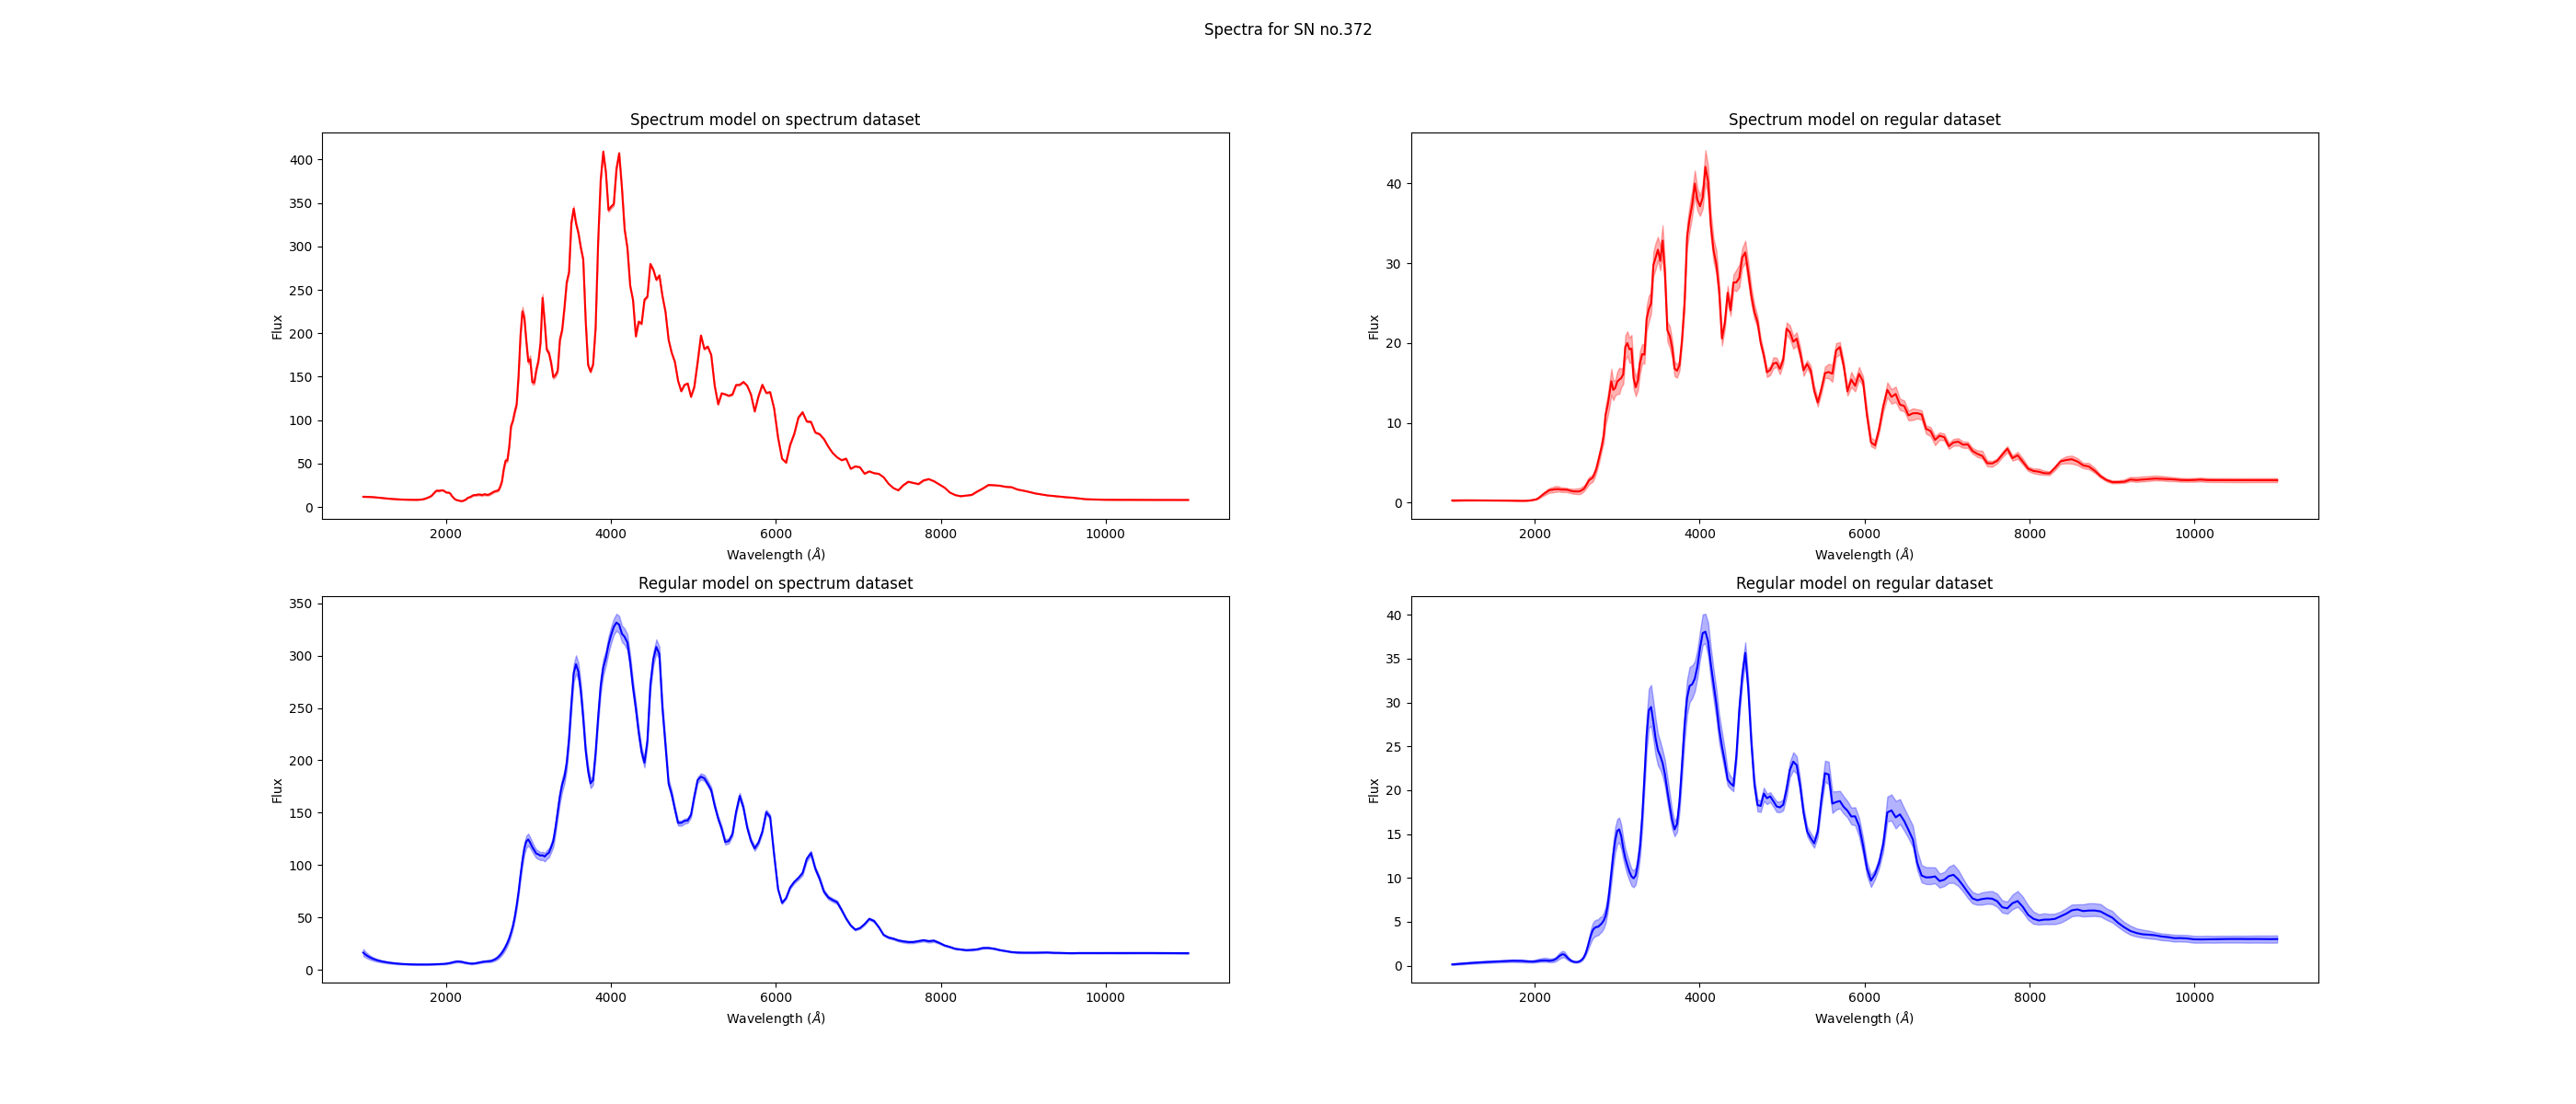 Spectra for SN no.372
Spectrum model on spectrum dataset
400
350
300
250
200
150
100
50
0
Flux
2000 4000 6000 8000 10000
Wavelength (Å)
Spectrum model on regular dataset
40
30
20
10
0
Flux
2000 4000 6000 8000 10000
Wavelength (Å)
Regular model on spectrum dataset
350
300
250
200
150
100
50
0
Flux
2000 4000 6000 8000 10000
Wavelength (Å)
Regular model on regular dataset
40
35
30
25
20
15
10
5
0
Flux
2000 4000 6000 8000 10000
Wavelength (Å)